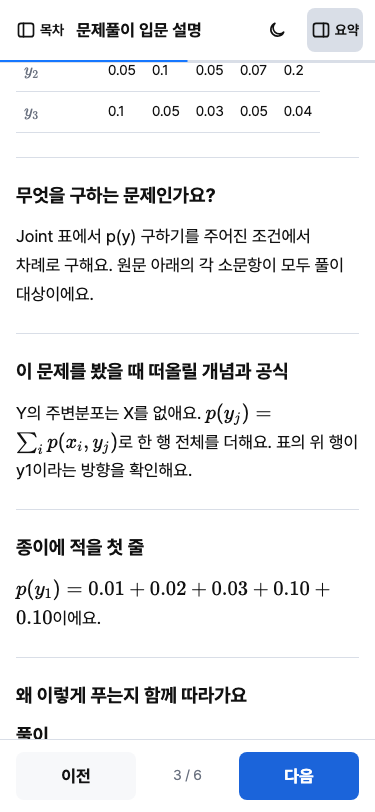 목차 문제풀이 입문 설명 요약
y₂ 0.05 0.1 0.05 0.07 0.2
y₃ 0.1 0.05 0.03 0.05 0.04
무엇을 구하는 문제인가요?
Joint 표에서 p(y) 구하기를 주어진 조건에서
차례로 구해요. 원문 아래의 각 소문항이 모두 풀이
대상이에요.
이 문제를 봤을 때 떠올릴 개념과 공식
Y의 주변분포는 X를 없애요. p(yⱼ) =
∑ᵢ p(xᵢ, yⱼ)로 한 행 전체를 더해요. 표의 위 행이
y1이라는 방향을 확인해요.
종이에 적을 첫 줄
p(y₁) = 0.01 + 0.02 + 0.03 + 0.10 +
0.10이에요.
왜 이렇게 푸는지 함께 따라가요
풀이
이전 3 / 6 다음